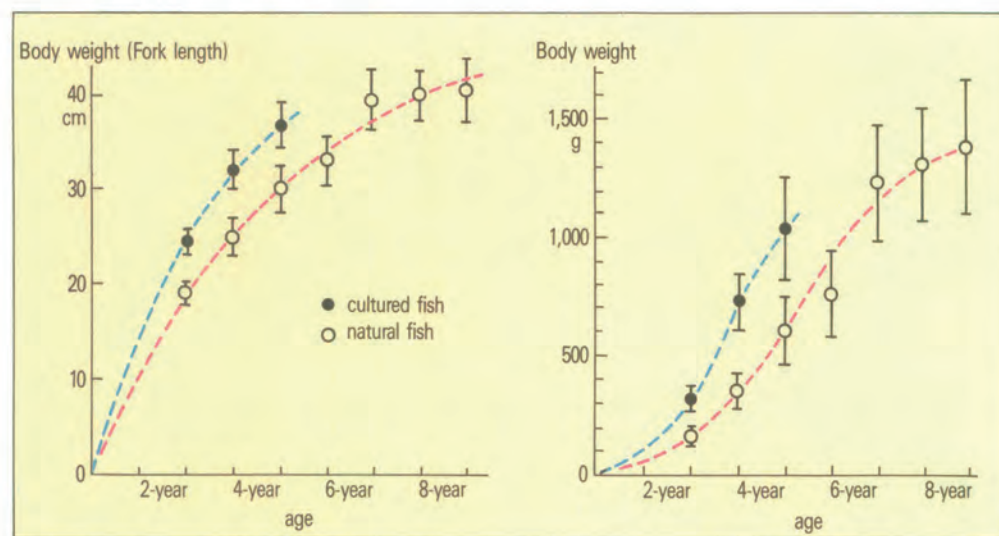 Body weight (Fork length)
40
cm
30
20
10
0
2-year 4-year 6-year 8-year
age
cultured fish
natural fish
Body weight
1,500
g
1,000
500
0
2-year 4-year 6-year 8-year
age